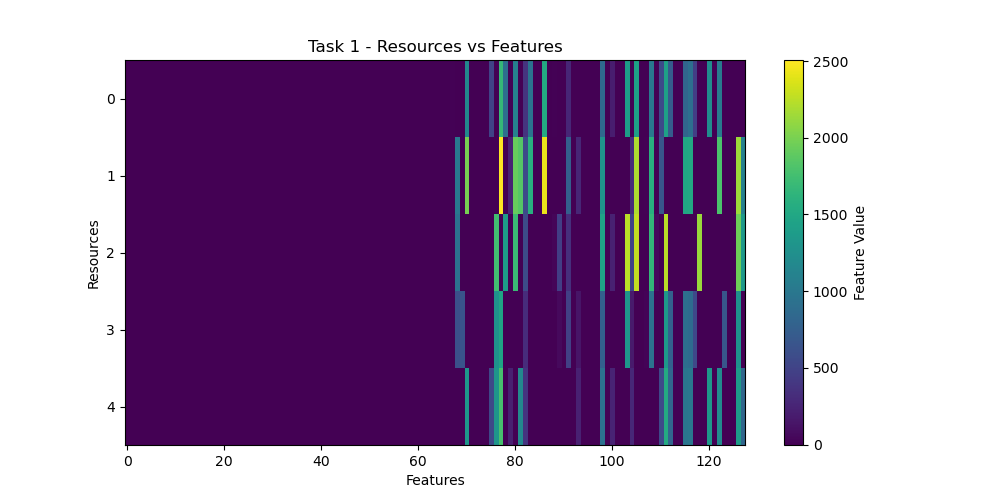 Task 1 - Resources vs Features
Resources
0
1
2
3
4
0 20 40 60 80 100 120
Features
2500
2000
1500
1000
500
0
Feature Value